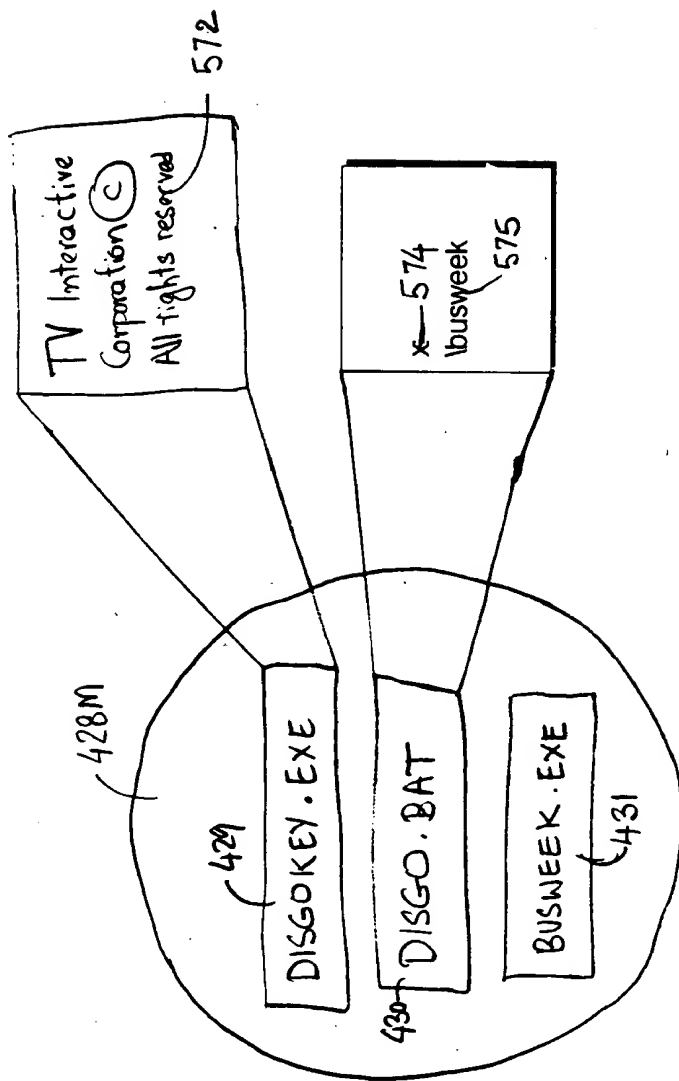 428M
429
DISGOKEY.EXE
430
DISGO.BAT
BUSWEEK.EXE
431
TV Interactive
Corporation ©
All rights reserved
572
x 574
\busweek
575